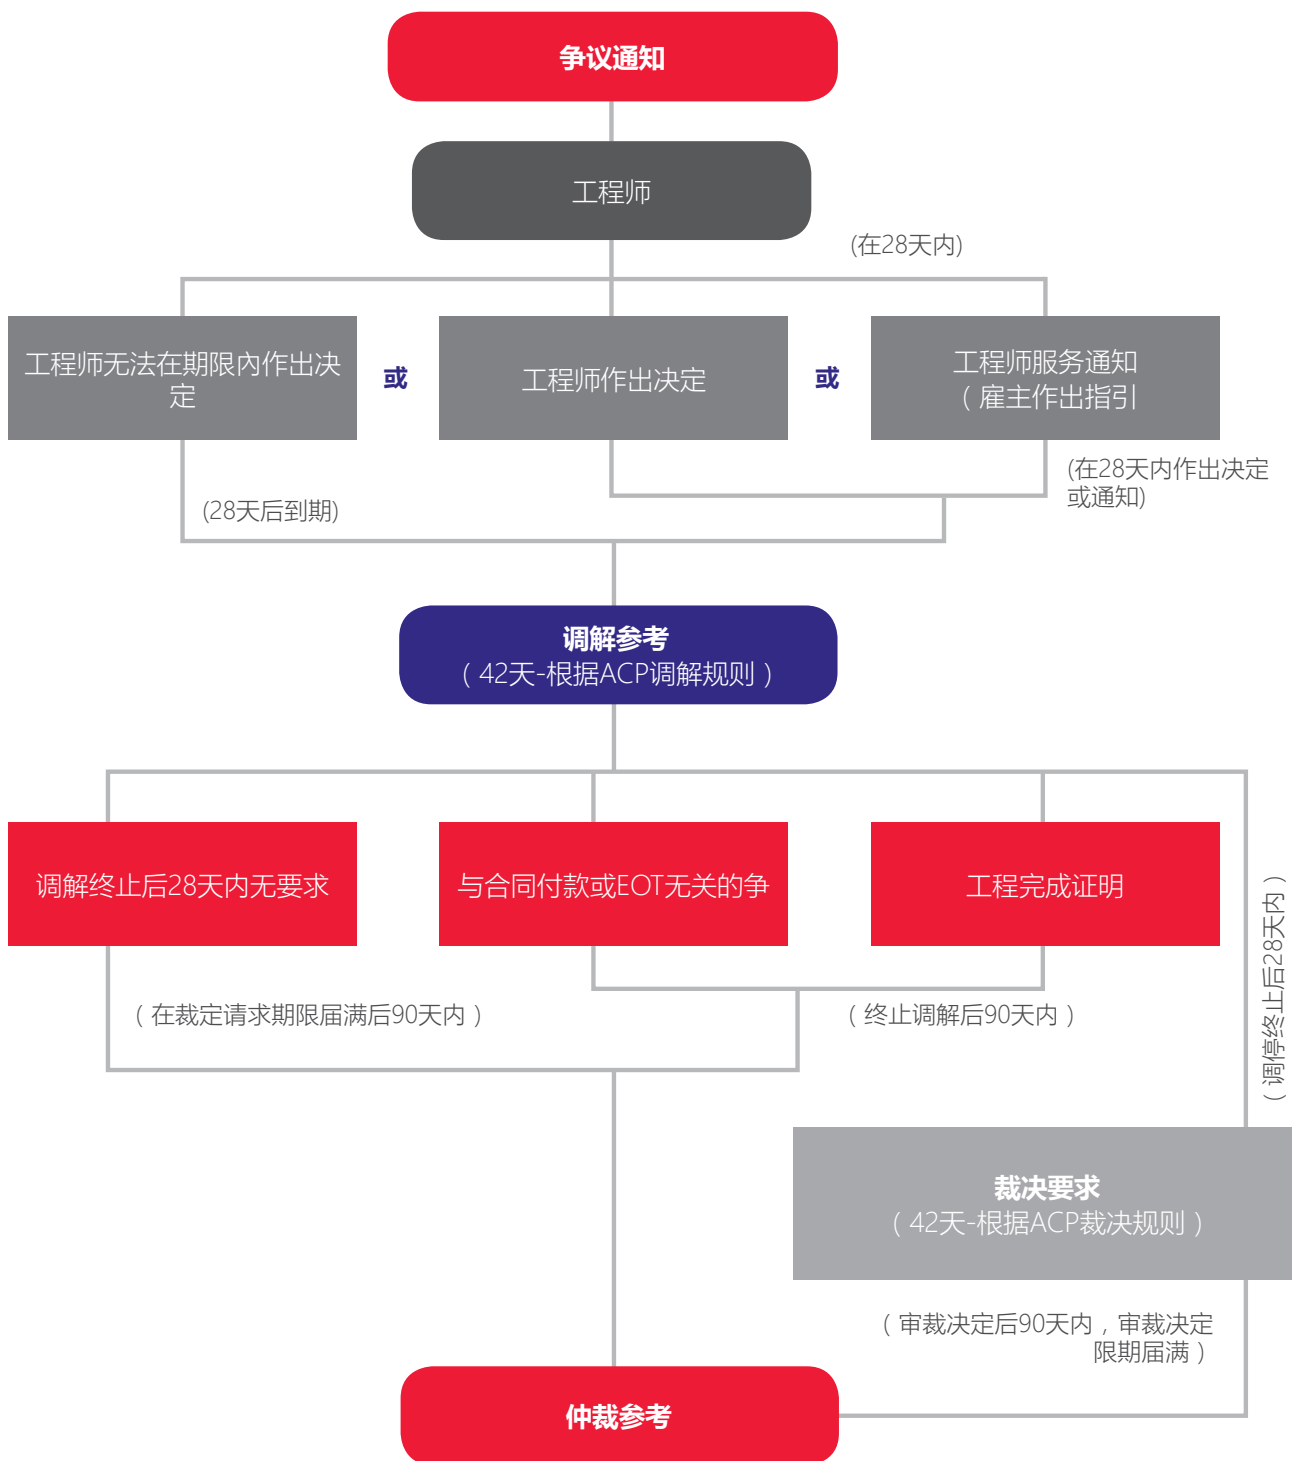 争议通知
工程师
(在28天内)
工程师无法在期限內作出决
定
或
工程师作出决定
或
工程师服务通知
（雇主作出指引
(28天后到期)
(在28天内作出决定
或通知)
调解参考
（42天-根据ACP调解规则）
调解终止后28天内无要求
与合同付款或EOT无关的争
工程完成证明
（调停终止后28天内）
（在裁定请求期限届满后90天内）
（终止调解后90天内）
裁决要求
（42天-根据ACP裁决规则）
（审裁决定后90天内，审裁决定
限期届满）
仲裁参考